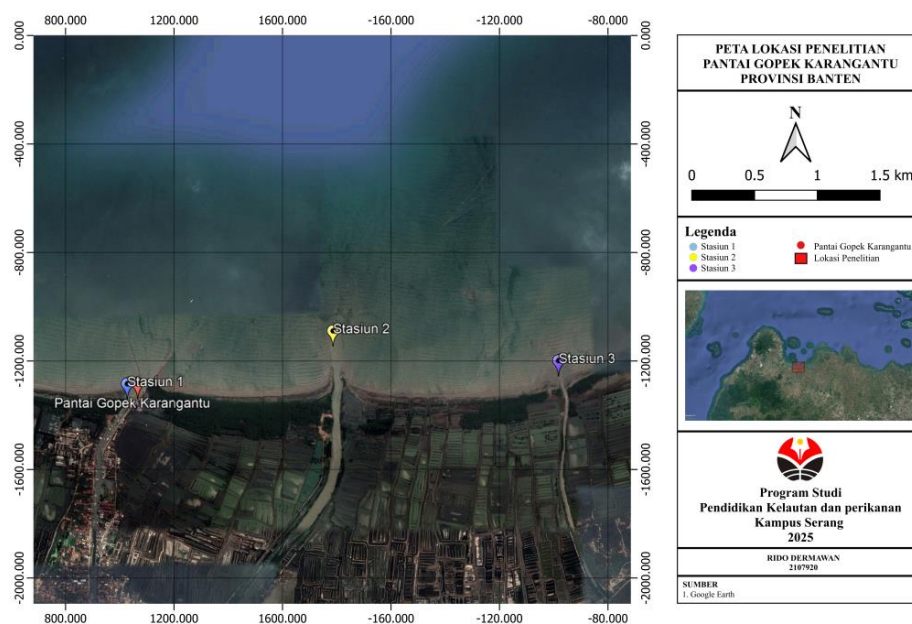 800.000 1200.000 1600.000 -160.000 -120.000 -80.000
0.000 0.000
-400.000 -400.000
-800.000 -800.000
-1200.000 -1200.000
-1600.000 -1600.000
-2000.000 -2000.000
Stasiun 2
Stasiun 3
Stasiun 1
Pantai Gopek Karangantu
800.000 1200.000 1600.000 -160.000 -120.000 -80.000
PETA LOKASI PENELITIAN
PANTAI GOPEK KARANGANTU
PROVINSI BANTEN
N
0 0.5 1 1.5 km
Legenda
Stasiun 1
Stasiun 2
Stasiun 3
Pantai Gopek Karangantu
Lokasi Penelitian
Program Studi
Pendidikan Kelautan dan perikanan
Kampus Serang
2025
RIDO DERMAWAN
2107920
SUMBER
1. Google Earth